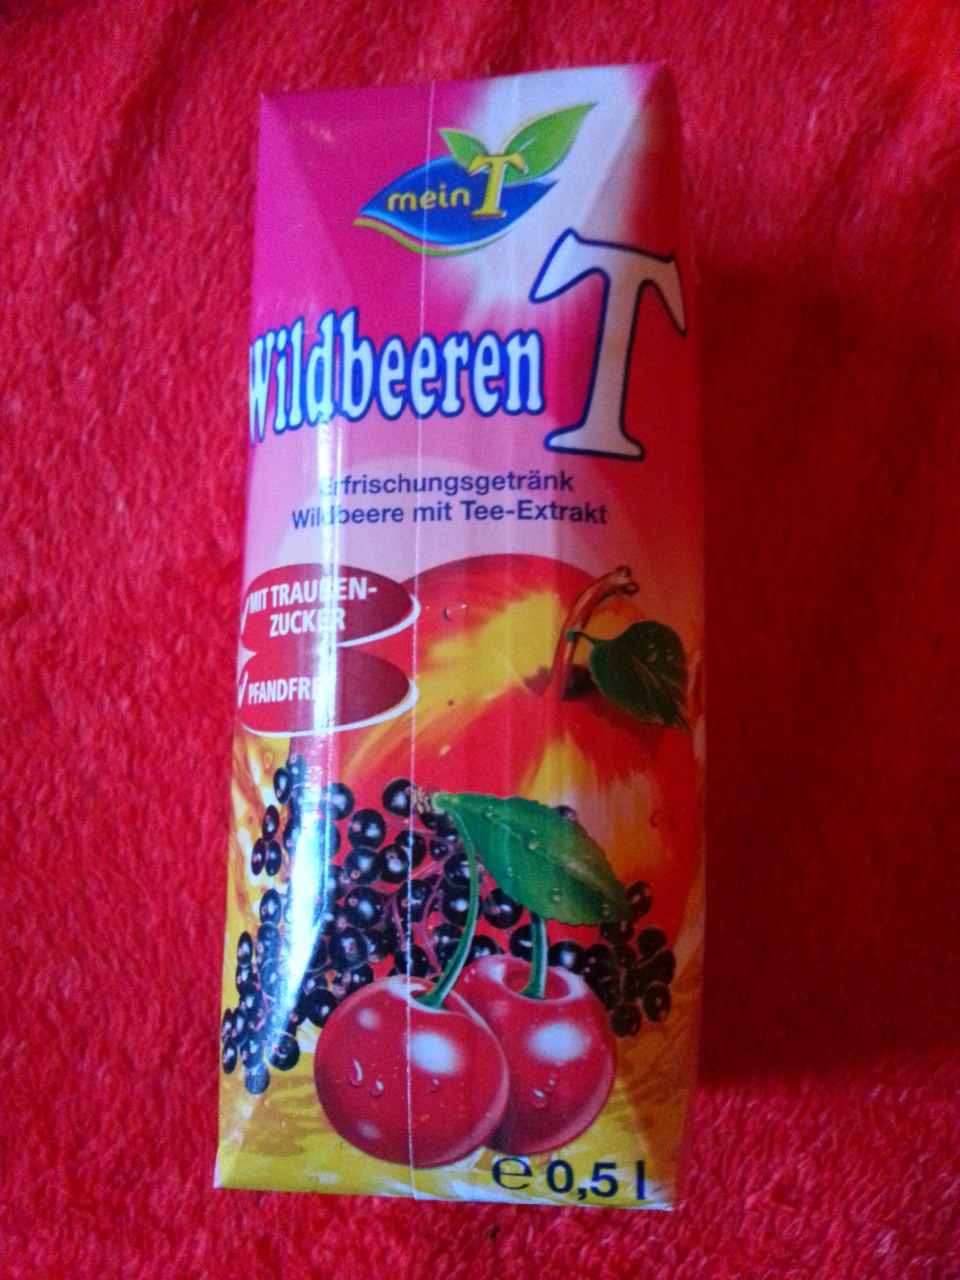 mein T
Wildbeeren T
Erfrischungsgetränk
Wildbeere mit Tee-Extrakt
MIT TRAUBEN-
ZUCKER
PFANDFREI
℮ 0,5 l